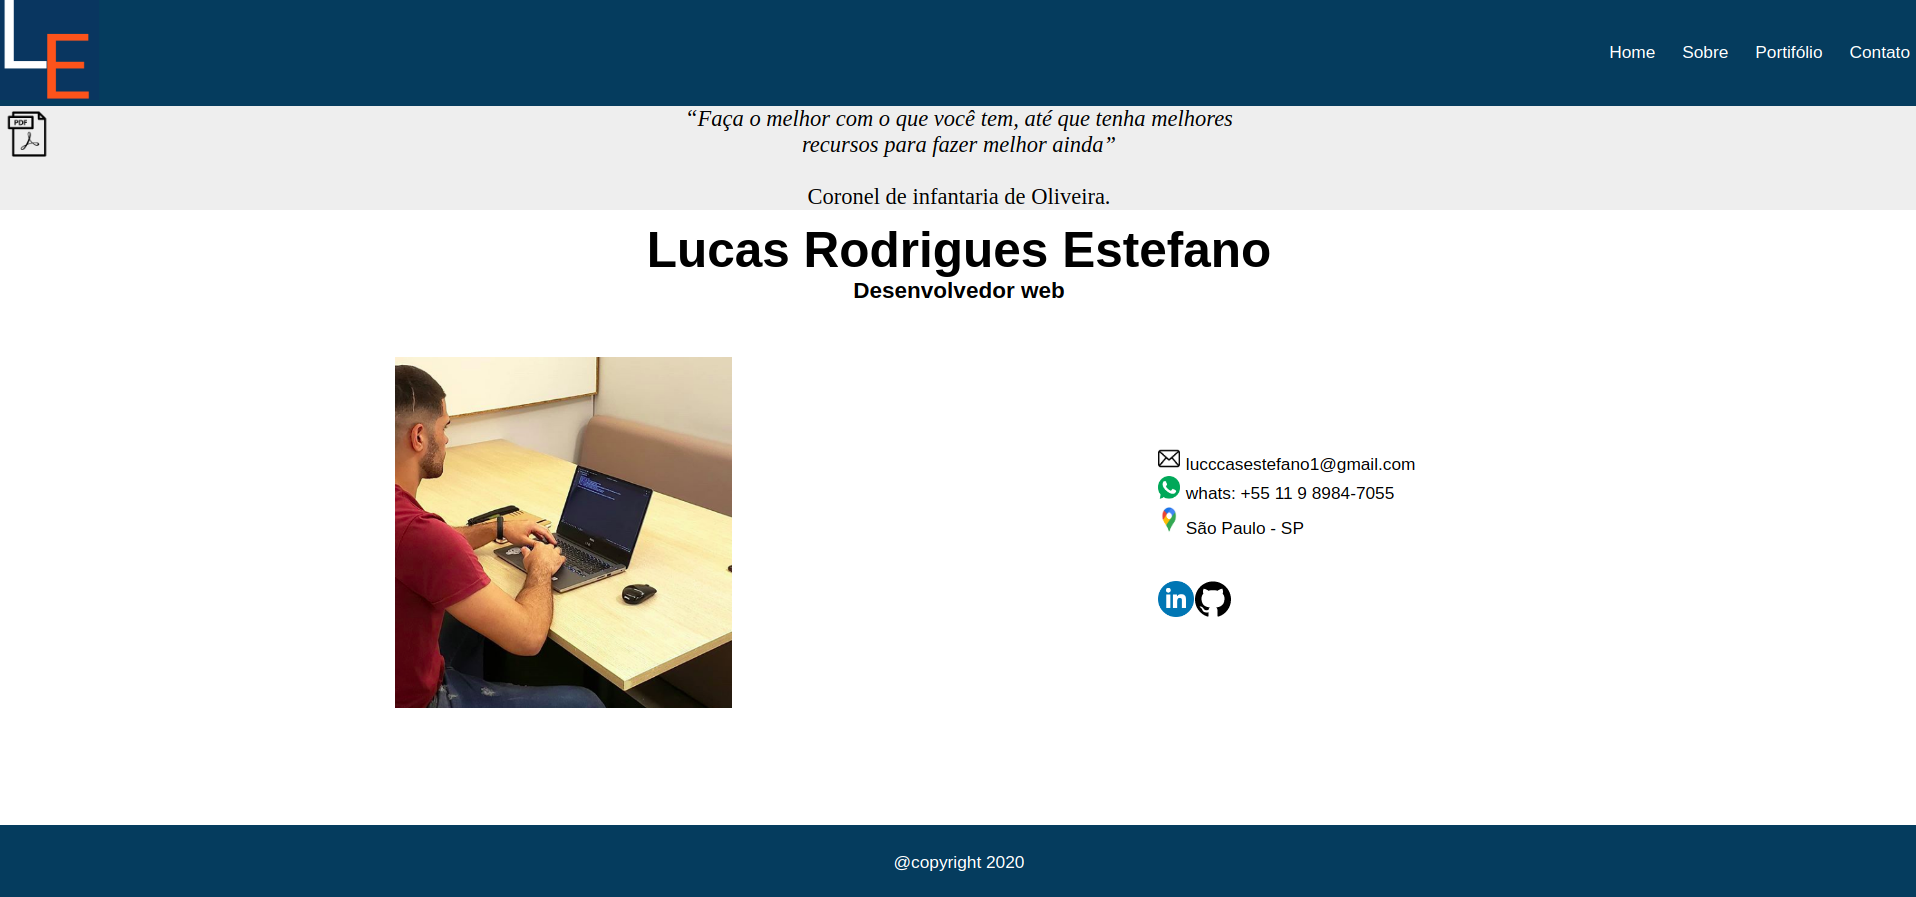 LE
Home Sobre Portifólio Contato
PDF
“Faça o melhor com o que você tem, até que tenha melhores
recursos para fazer melhor ainda”
Coronel de infantaria de Oliveira.
Lucas Rodrigues Estefano
Desenvolvedor web
lucccasestefano1@gmail.com
whats: +55 11 9 8984-7055
São Paulo - SP
in
@copyright 2020